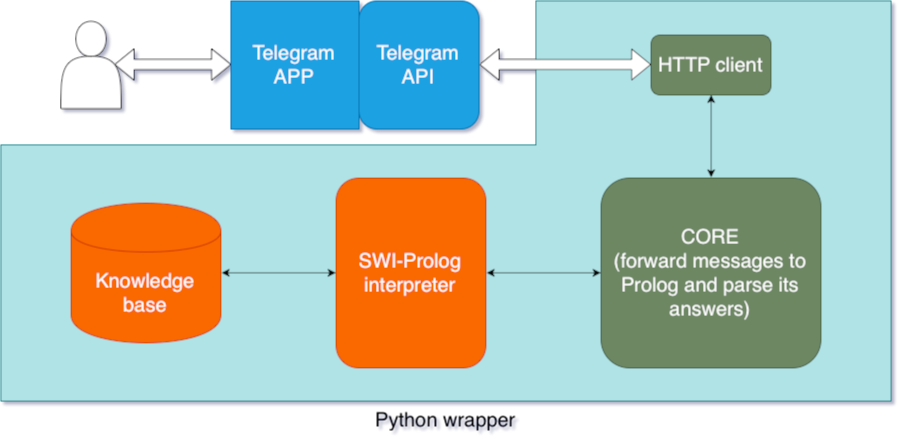 Telegram
APP
Telegram
API
HTTP client
Knowledge
base
SWI-Prolog
interpreter
CORE
(forward messages to
Prolog and parse its
answers)
Python wrapper